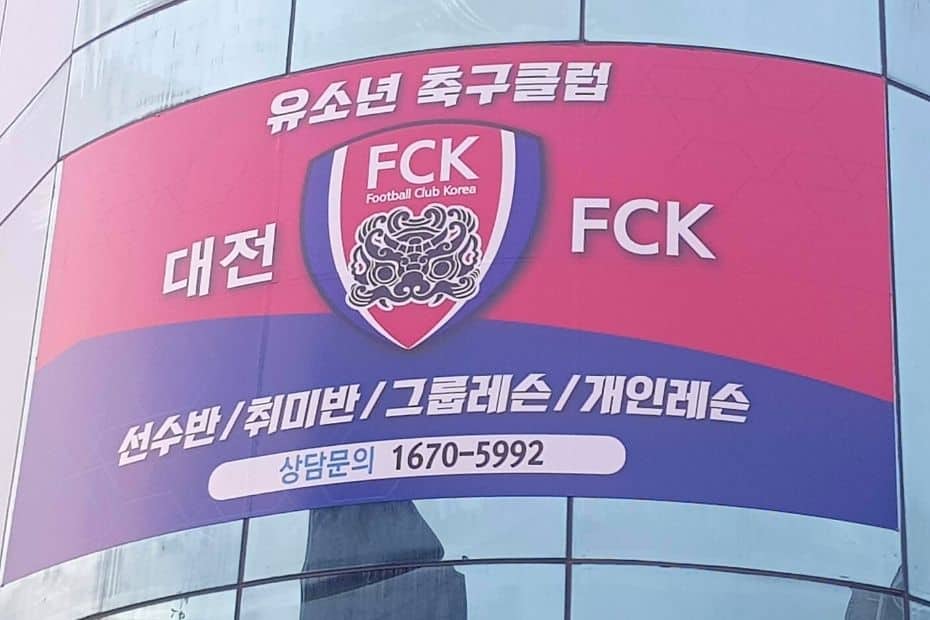 유소년 축구클럽
FCK
Football Club Korea
대전
FCK
선수반/취미반/그룹레슨/개인레슨
상담문의 1670-5992